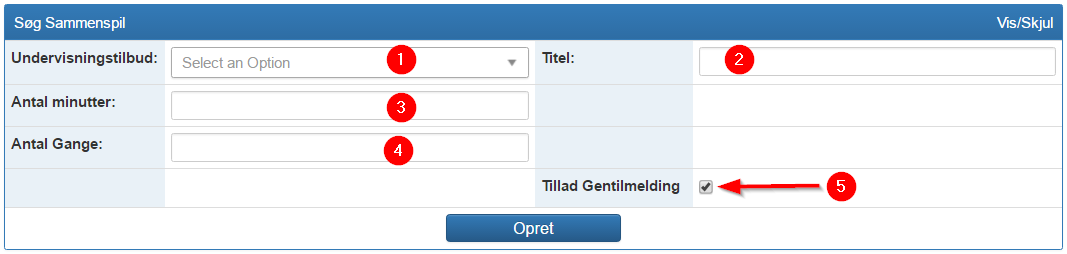 Søg Sammenspil Vis/Skjul
Undervisningstilbud: Select an Option 1 Titel: 2
Antal minutter: 3
Antal Gange: 4
Tillad Gentilmelding 5
Opret